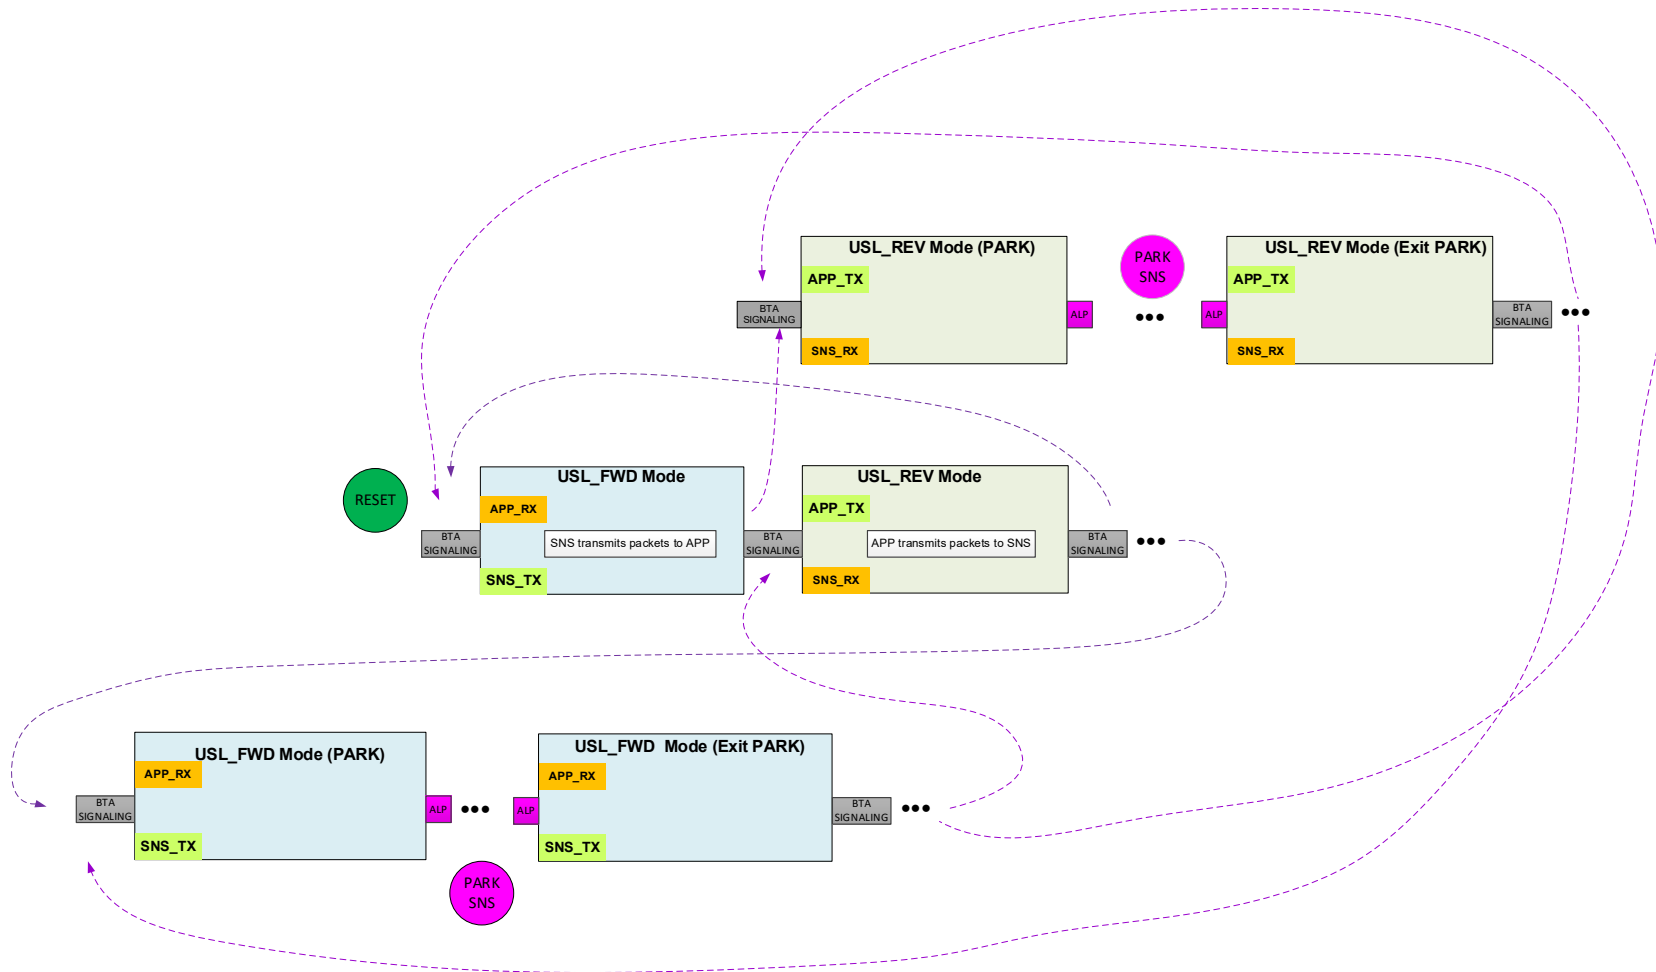 USL_REV Mode (PARK)
APP_TX
BTA
SIGNALING
SNS_RX
ALP
PARK
SNS
•••
ALP
USL_REV Mode (Exit PARK)
APP_TX
SNS_RX
BTA
SIGNALING
•••
RESET
BTA
SIGNALING
USL_FWD Mode
APP_RX
SNS transmits packets to APP
SNS_TX
BTA
SIGNALING
USL_REV Mode
APP_TX
APP transmits packets to SNS
SNS_RX
BTA
SIGNALING
•••
BTA
SIGNALING
USL_FWD Mode (PARK)
APP_RX
SNS_TX
ALP
•••
PARK
SNS
ALP
USL_FWD  Mode (Exit PARK)
APP_RX
SNS_TX
BTA
SIGNALING
•••